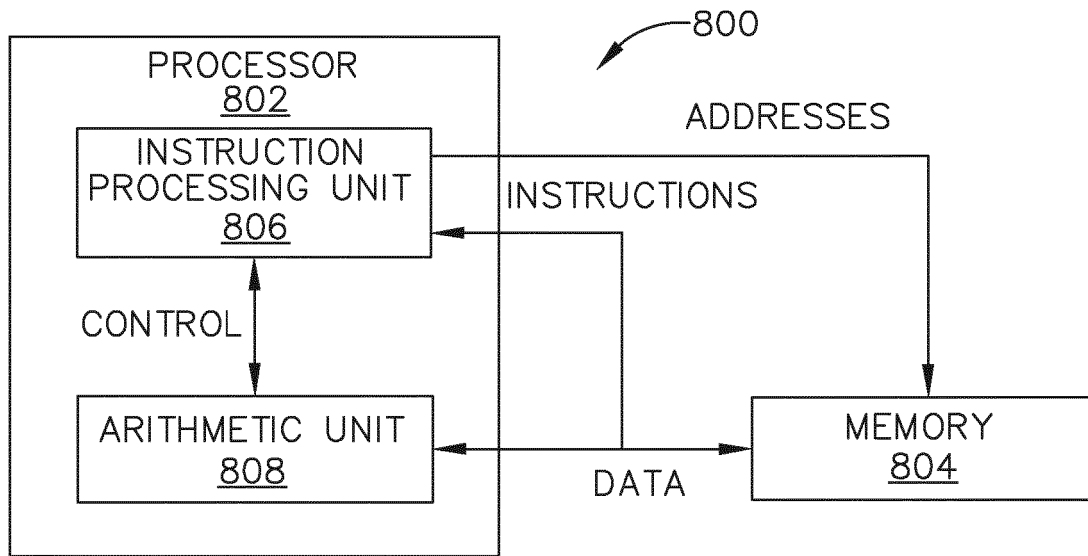 800
PROCESSOR
802
ADDRESSES
INSTRUCTION
PROCESSING UNIT
806
INSTRUCTIONS
CONTROL
ARITHMETIC UNIT
808
DATA
MEMORY
804